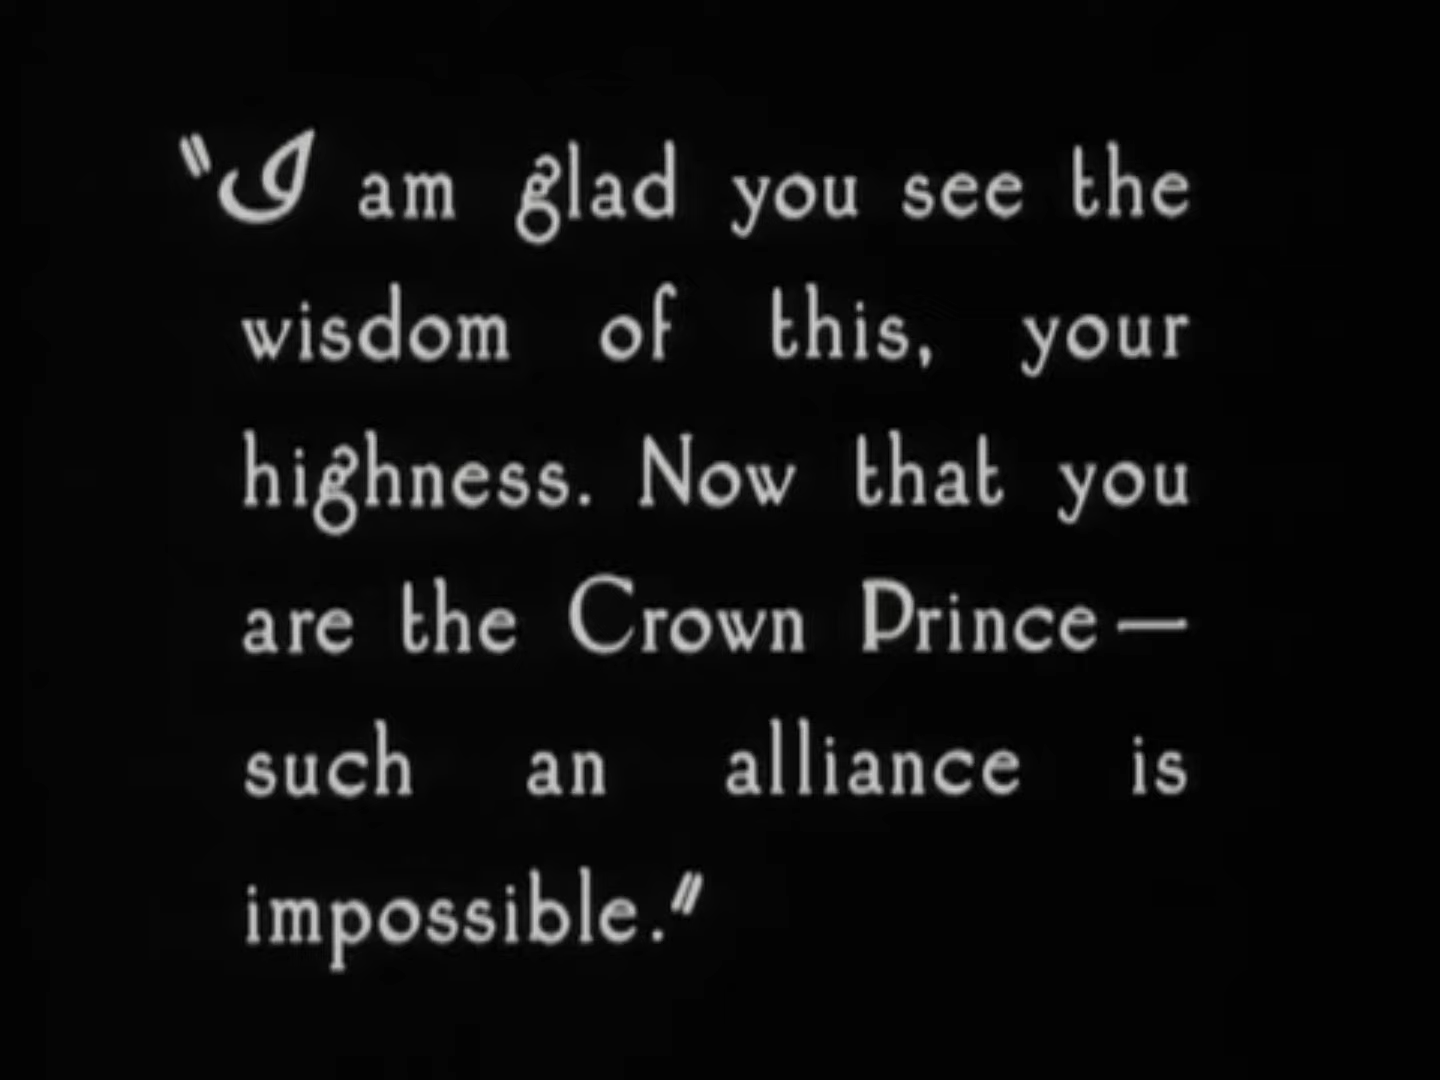 "I am glad you see the
wisdom of this, your
highness. Now that you
are the Crown Prince—
such an alliance is
impossible."